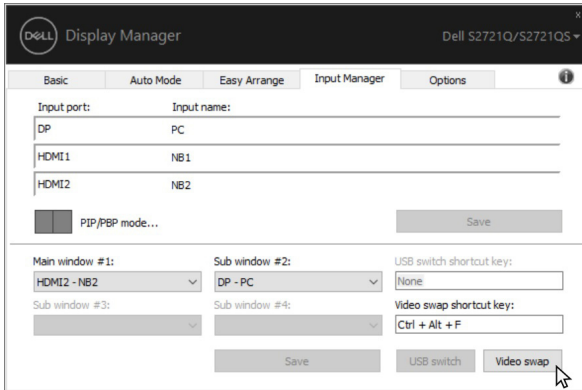 x
DELL Display Manager Dell S2721Q/S2721QS
Basic Auto Mode Easy Arrange Input Manager Options i
Input port: Input name:
DP PC
HDMI1 NB1
HDMI2 NB2
PIP/PBP mode... Save
Main window #1: Sub window #2: USB switch shortcut key:
HDMI2 - NB2 DP - PC None
Sub window #3: Sub window #4: Video swap shortcut key:
Ctrl + Alt + F
Save USB switch Video swap